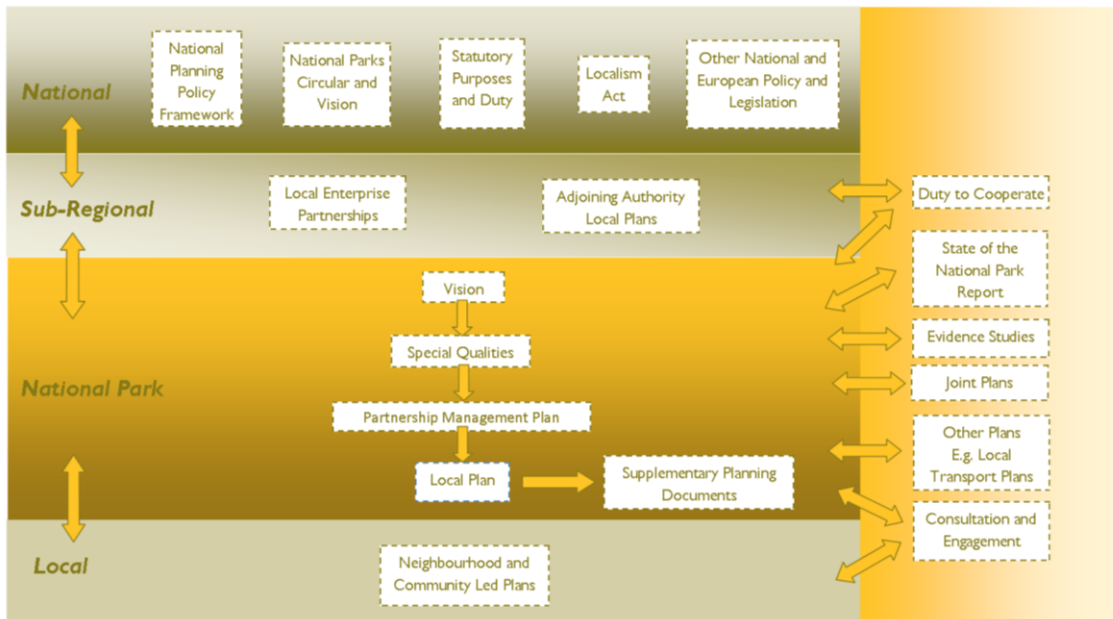 National
National
Planning
Policy
Framework
National Parks
Circular and
Vision
Statutory
Purposes
and Duty
Localism
Act
Other National and
European Policy and
Legislation
Sub-Regional
Local Enterprise
Partnerships
Adjoining Authority
Local Plans
Duty to Cooperate
State of the
National Park
Report
National Park
Vision
Special Qualities
Partnership Management Plan
Local Plan
Supplementary Planning
Documents
Evidence Studies
Joint Plans
Other Plans
E.g. Local
Transport Plans
Consultation and
Engagement
Local
Neighbourhood and
Community Led Plans